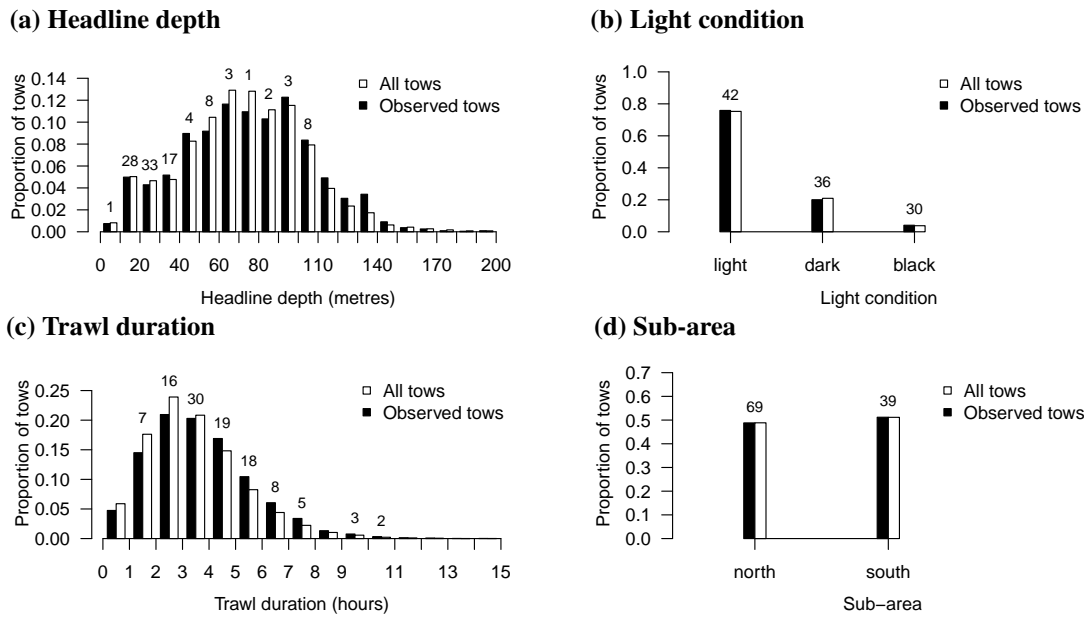 (a) Headline depth
Proportion of tows
0.14
0.12
0.10
0.08
0.06
0.04
0.02
0.00
1
28
33
17
4
8
3
1
2
3
8
All tows
Observed tows
0 20 40 60 80 110 140 170 200
Headline depth (metres)
(b) Light condition
Proportion of tows
1.0
0.8
0.6
0.4
0.2
0.0
42
36
30
All tows
Observed tows
light dark black
Light condition
(c) Trawl duration
Proportion of tows
0.25
0.20
0.15
0.10
0.05
0.00
7
16
30
19
18
8
5
3
2
All tows
Observed tows
0 1 2 3 4 5 6 7 8 9 11 13 15
Trawl duration (hours)
(d) Sub-area
Proportion of tows
0.7
0.6
0.5
0.4
0.3
0.2
0.1
0.0
69
39
All tows
Observed tows
north south
Sub−area